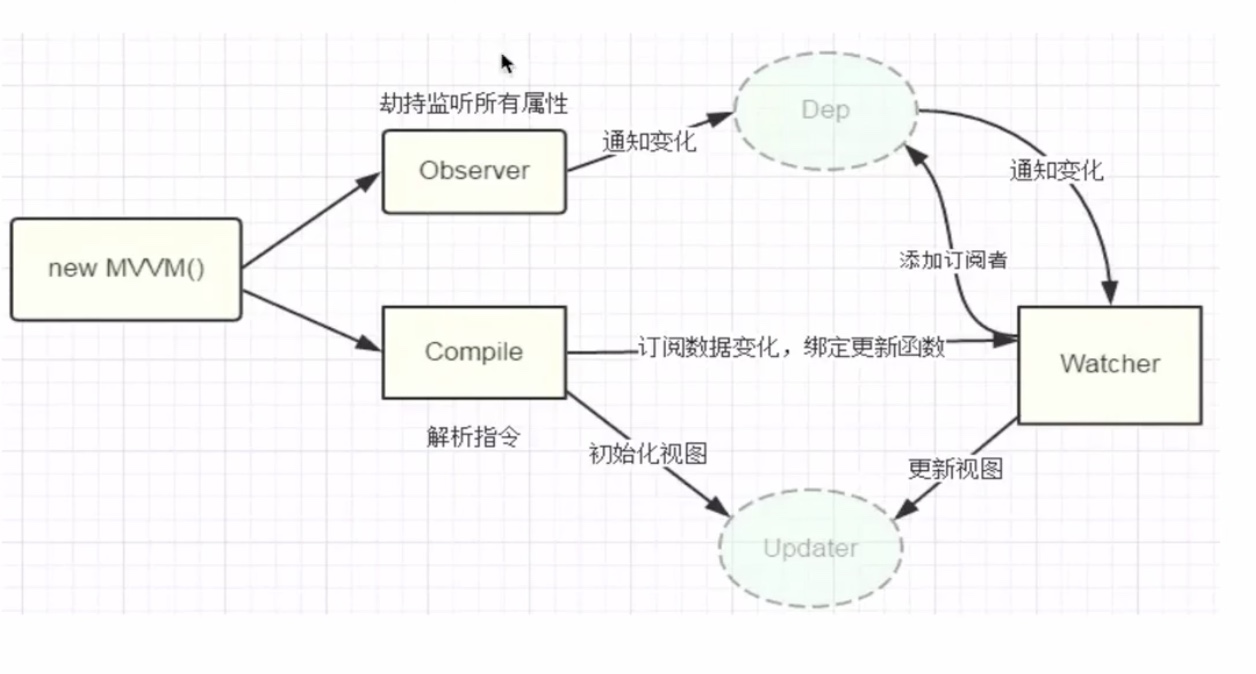 劫持监听所有属性
Observer
通知变化
Dep
通知变化
new MVVM()
添加订阅者
Compile
订阅数据变化，绑定更新函数
Watcher
解析指令
初始化视图
更新视图
Updater